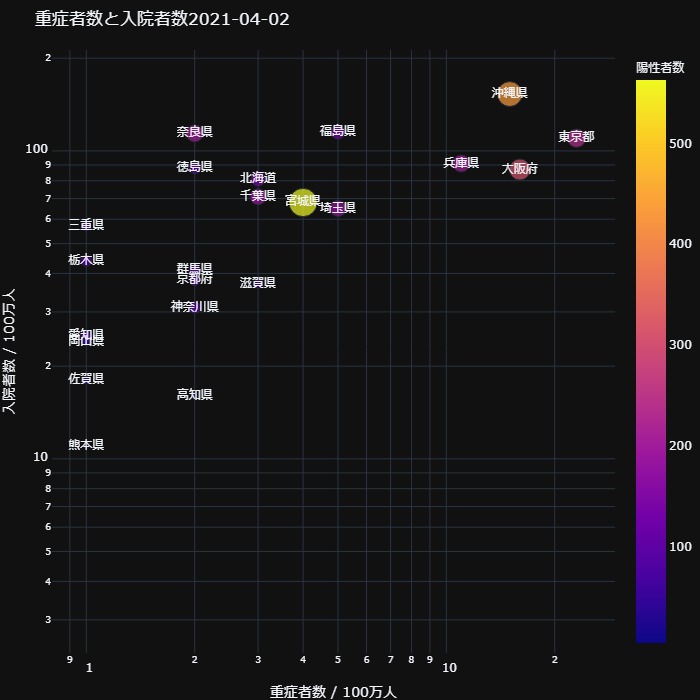 重症者数と入院者数2021-04-02
陽性者数
2
沖縄県
500
奈良県
福島県
東京都
100
9
徳島県
兵庫県
大阪府
8
北海道
7
千葉県
宮城県
埼玉県
6
三重県
5
栃木県
400
4
群馬県
京都府
滋賀県
3
神奈川県
愛知県
岡山県
300
2
佐賀県
高知県
熊本県
10
200
9
8
7
6
5
100
4
3
入院者数 / 100万人
9
1
2
3
4
5
6
7
8
9
10
2
重症者数 / 100万人